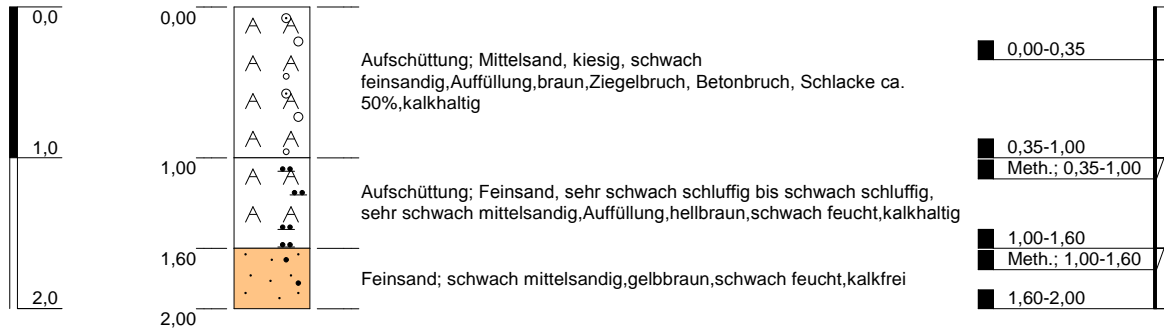 0,0
0,00
Aufschüttung; Mittelsand, kiesig, schwach
feinsandig,Auffüllung,braun,Ziegelbruch, Betonbruch, Schlacke ca.
50%,kalkhaltig
0,00-0,35
1,0
1,00
0,35-1,00
Meth.; 0,35-1,00
Aufschüttung; Feinsand, sehr schwach schluffig bis schwach schluffig,
sehr schwach mittelsandig,Auffüllung,hellbraun,schwach feucht,kalkhaltig
1,00-1,60
1,60
Meth.; 1,00-1,60
Feinsand; schwach mittelsandig,gelbbraun,schwach feucht,kalkfrei
2,0
2,00
1,60-2,00